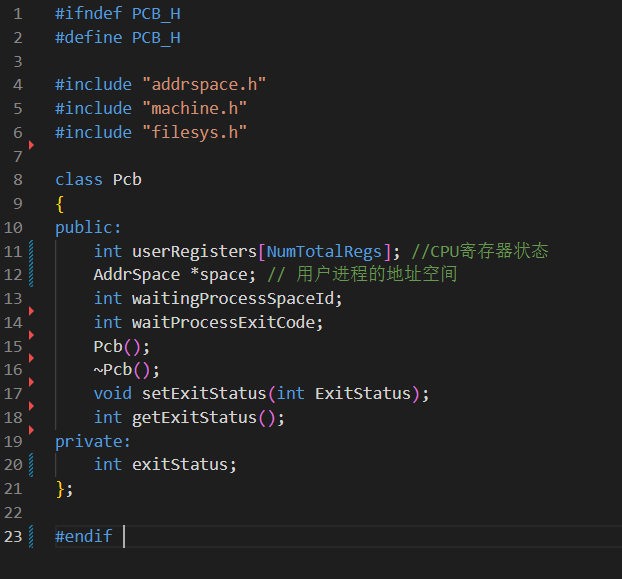 1 #ifndef PCB_H
2 #define PCB_H
3
4 #include "addrspace.h"
5 #include "machine.h"
6 #include "filesys.h"
7
8 class Pcb
9 {
10 public:
11     int userRegisters[NumTotalRegs]; //CPU寄存器状态
12     AddrSpace *space; // 用户进程的地址空间
13     int waitingProcessSpaceId;
14     int waitProcessExitCode;
15     Pcb();
16     ~Pcb();
17     void setExitStatus(int ExitStatus);
18     int getExitStatus();
19 private:
20     int exitStatus;
21 };
22
23 #endif